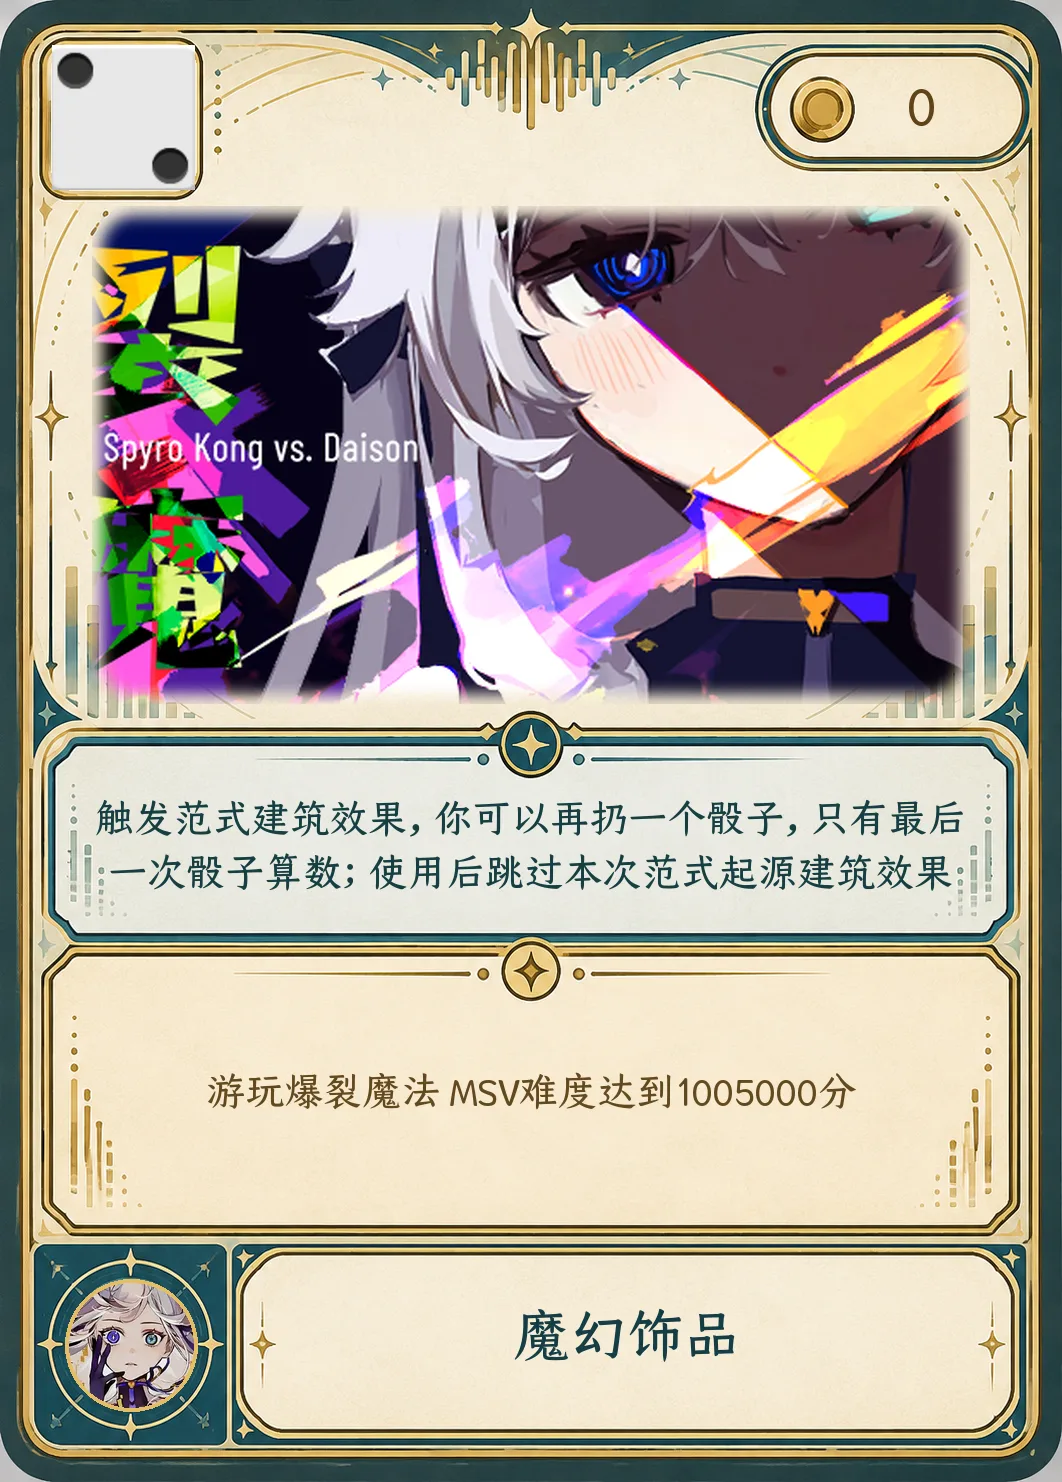 0
裂
Spyro Kong vs. Daison
魔
触发范式建筑效果，你可以再扔一个骰子，只有最后
一次骰子算数；使用后跳过本次范式起源建筑效果
游玩爆裂魔法 MSV难度达到1005000分
魔幻饰品